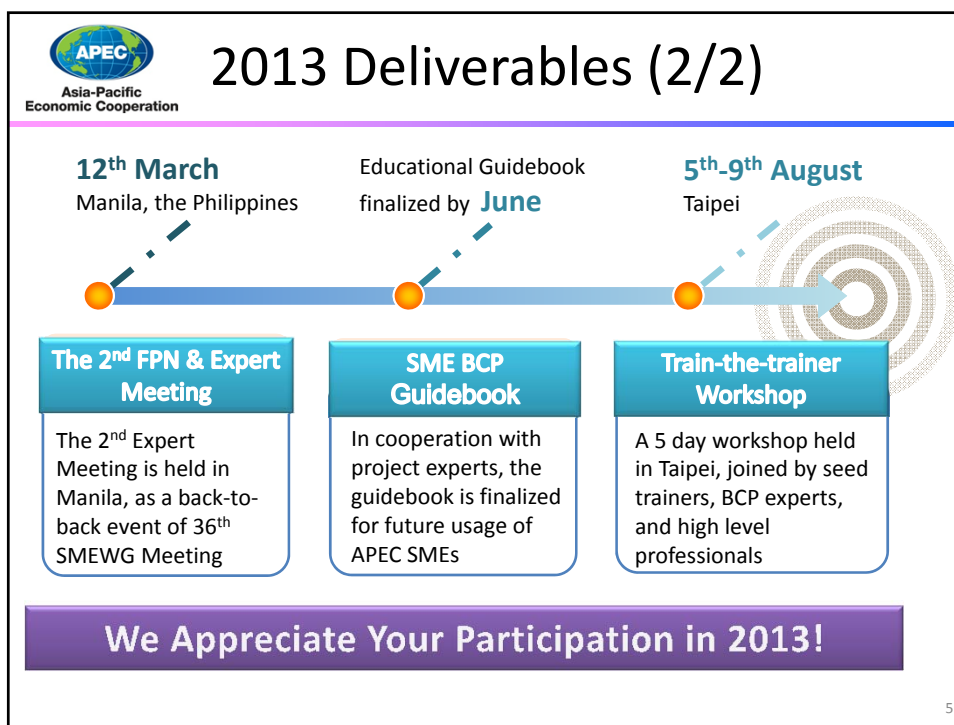 APEC
Asia-Pacific
Economic Cooperation
2013 Deliverables (2/2)
12th March
Manila, the Philippines
Educational Guidebook
finalized by June
5th-9th August
Taipei
The 2nd FPN & Expert
Meeting
The 2nd Expert
Meeting is held in
Manila, as a back-to-
back event of 36th
SMEWG Meeting
SME BCP
Guidebook
In cooperation with
project experts, the
guidebook is finalized
for future usage of
APEC SMEs
Train-the-trainer
Workshop
A 5 day workshop held
in Taipei, joined by seed
trainers, BCP experts,
and high level
professionals
We Appreciate Your Participation in 2013!
5